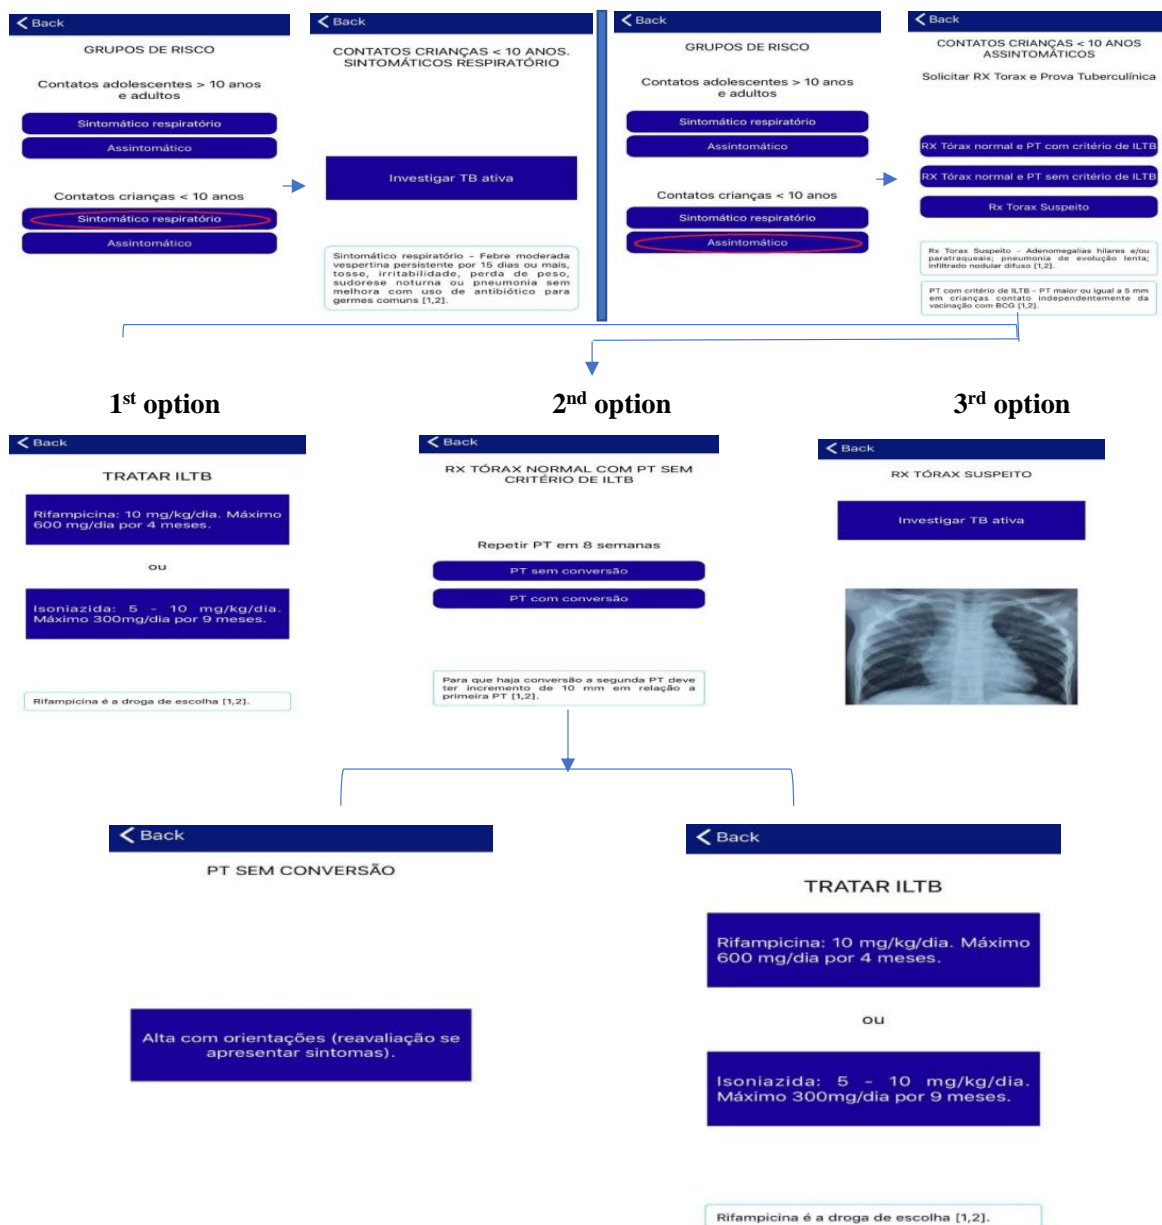 Back
GRUPOS DE RISCO
Contatos adolescentes > 10 anos
e adultos
Sintomático respiratório
Assintomático
Contatos crianças < 10 anos
Sintomático respiratório
Assintomático
Back
CONTATOS CRIANÇAS < 10 ANOS.
SINTOMÁTICOS RESPIRATÓRIO
Investigar TB ativa
Sintomático respiratório - Febre moderada
vespertina persistente por 15 dias ou mais,
tosse, irritabilidade, perda de peso,
sudorese noturna ou pneumonia sem
melhora com uso de antibiótico para
germes comuns [1,2].
Back
GRUPOS DE RISCO
Contatos adolescentes > 10 anos
e adultos
Sintomático respiratório
Assintomático
Contatos crianças < 10 anos
Sintomático respiratório
Assintomático
Back
CONTATOS CRIANÇAS < 10 ANOS
ASSINTOMÁTICOS
Solicitar RX Torax e Prova Tuberculínica
RX Tórax normal e PT com critério de ILTB
RX Tórax normal e PT sem critério de ILTB
Rx Torax Suspeito
Rx Torax Suspeito - Adenomegalias hilares e/ou
paratraqueais; pneumonia de evolução lenta;
infiltrado nodular difuso [1,2].
PT com critério de ILTB - PT maior ou igual a 5 mm
em crianças contato independentemente da
vacinação com BCG [1,2].
1st option
2nd option
3rd option
Back
TRATAR ILTB
Rifampicina: 10 mg/kg/dia. Máximo
600 mg/dia por 4 meses.
ou
Isoniazida: 5 - 10 mg/kg/dia.
Máximo 300mg/dia por 9 meses.
Rifampicina é a droga de escolha [1,2].
Back
RX TÓRAX NORMAL COM PT SEM
CRITÉRIO DE ILTB
Repetir PT em 8 semanas
PT sem conversão
PT com conversão
Para que haja conversão a segunda PT deve
ter incremento de 10 mm em relação a
primeira PT [1,2].
Back
RX TÓRAX SUSPEITO
Investigar TB ativa
Back
PT SEM CONVERSÃO
Alta com orientações (reavaliação se
apresentar sintomas).
Back
TRATAR ILTB
Rifampicina: 10 mg/kg/dia. Máximo
600 mg/dia por 4 meses.
ou
Isoniazida: 5 - 10 mg/kg/dia.
Máximo 300mg/dia por 9 meses.
Rifampicina é a droga de escolha [1,2].